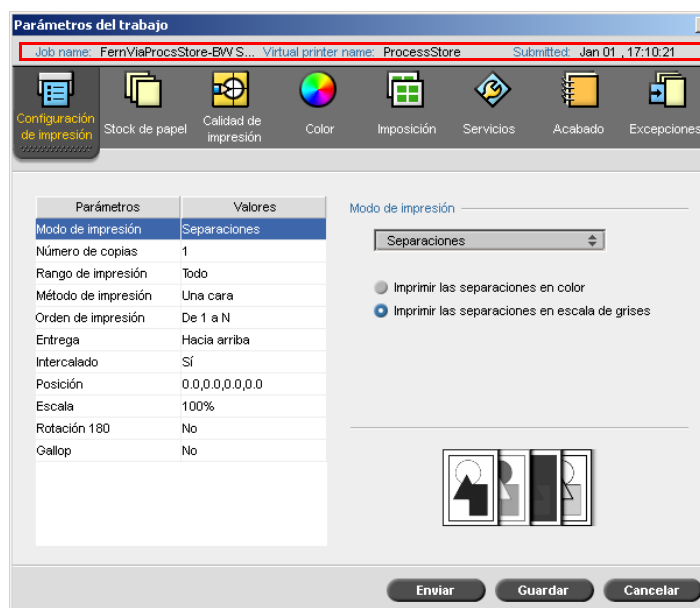 Parámetros del trabajo
Job name: FernViaProcsStore-BW S... Virtual printer name: ProcessStore Submitted: Jan 01 , 17:10:21
Configuración de impresión
Stock de papel
Calidad de impresión
Color
Imposición
Servicios
Acabado
Excepciones
Parámetros Valores
Modo de impresión Separaciones
Número de copias 1
Rango de impresión Todo
Método de impresión Una cara
Orden de impresión De 1 a N
Entrega Hacia arriba
Intercalado Sí
Posición 0.0,0.0,0.0,0.0
Escala 100%
Rotación 180 No
Gallop No
Modo de impresión
Separaciones
Imprimir las separaciones en color
Imprimir las separaciones en escala de grises
Enviar Guardar Cancelar